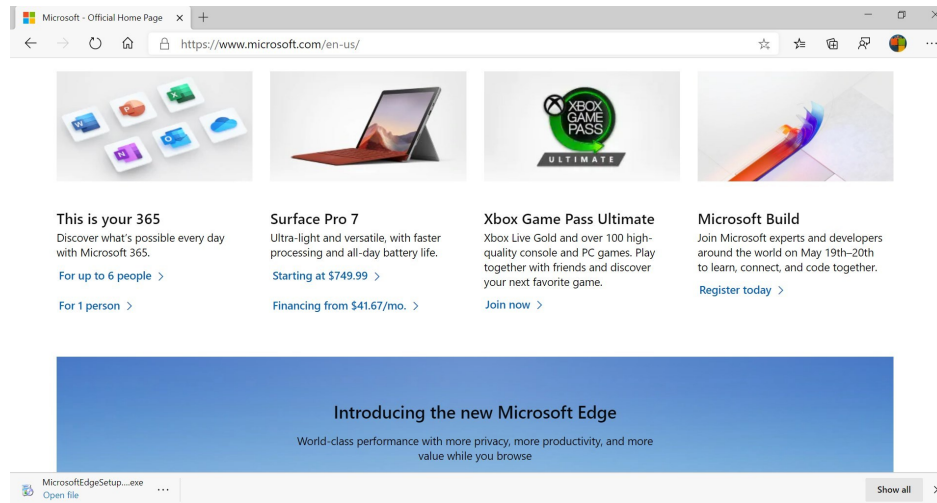 Microsoft - Official Home Page
https://www.microsoft.com/en-us/
XBOX
GAME
PASS
ULTIMATE
This is your 365
Discover what's possible every day
with Microsoft 365.
For up to 6 people >
For 1 person >
Surface Pro 7
Ultra-light and versatile, with faster
processing and all-day battery life.
Starting at $749.99 >
Financing from $41.67/mo. >
Xbox Game Pass Ultimate
Xbox Live Gold and over 100 high-
quality console and PC games. Play
together with friends and discover
your next favorite game.
Join now >
Microsoft Build
Join Microsoft experts and developers
around the world on May 19th–20th
to learn, connect, and code together.
Register today >
Introducing the new Microsoft Edge
World-class performance with more privacy, more productivity, and more
value while you browse
MicrosoftEdgeSetup....exe
Open file
Show all